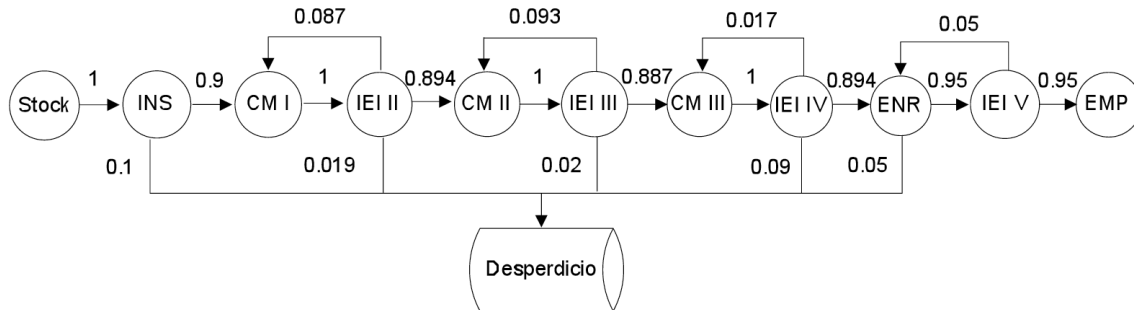 0.087
0.093
0.017
0.05
1
0.9
1
0.894
1
0.887
1
0.894
0.95
0.95
Stock
INS
CM I
IEI II
CM II
IEI III
CM III
IEI IV
ENR
IEI V
EMP
0.1
0.019
0.02
0.09
0.05
Desperdicio